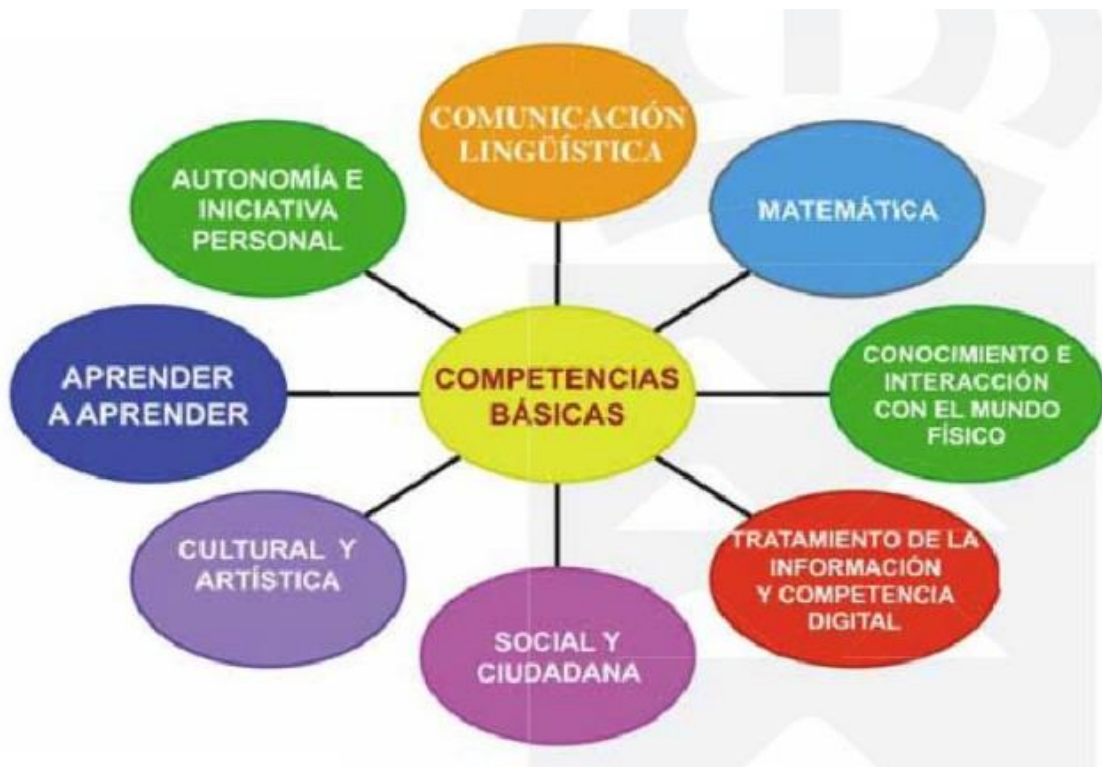 COMUNICACIÓN
LINGÜÍSTICA
MATEMÁTICA
CONOCIMIENTO E
INTERACCIÓN
CON EL MUNDO
FÍSICO
TRATAMIENTO DE LA
INFORMACIÓN
Y COMPETENCIA
DIGITAL
SOCIAL Y
CIUDADANA
CULTURAL Y
ARTÍSTICA
APRENDER
A APRENDER
AUTONOMÍA E
INICIATIVA
PERSONAL
COMPETENCIAS
BÁSICAS